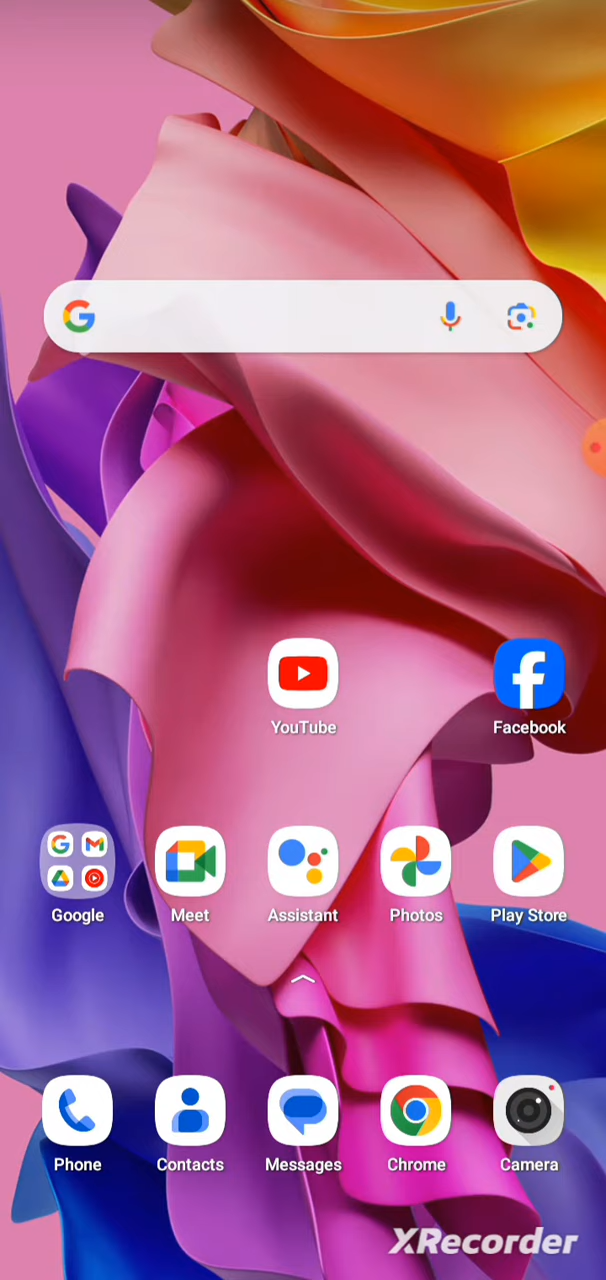 YouTube
Facebook
Google
Meet
Assistant
Photos
Play Store
Phone
Contacts
Messages
Chrome
Camera
XRecorder